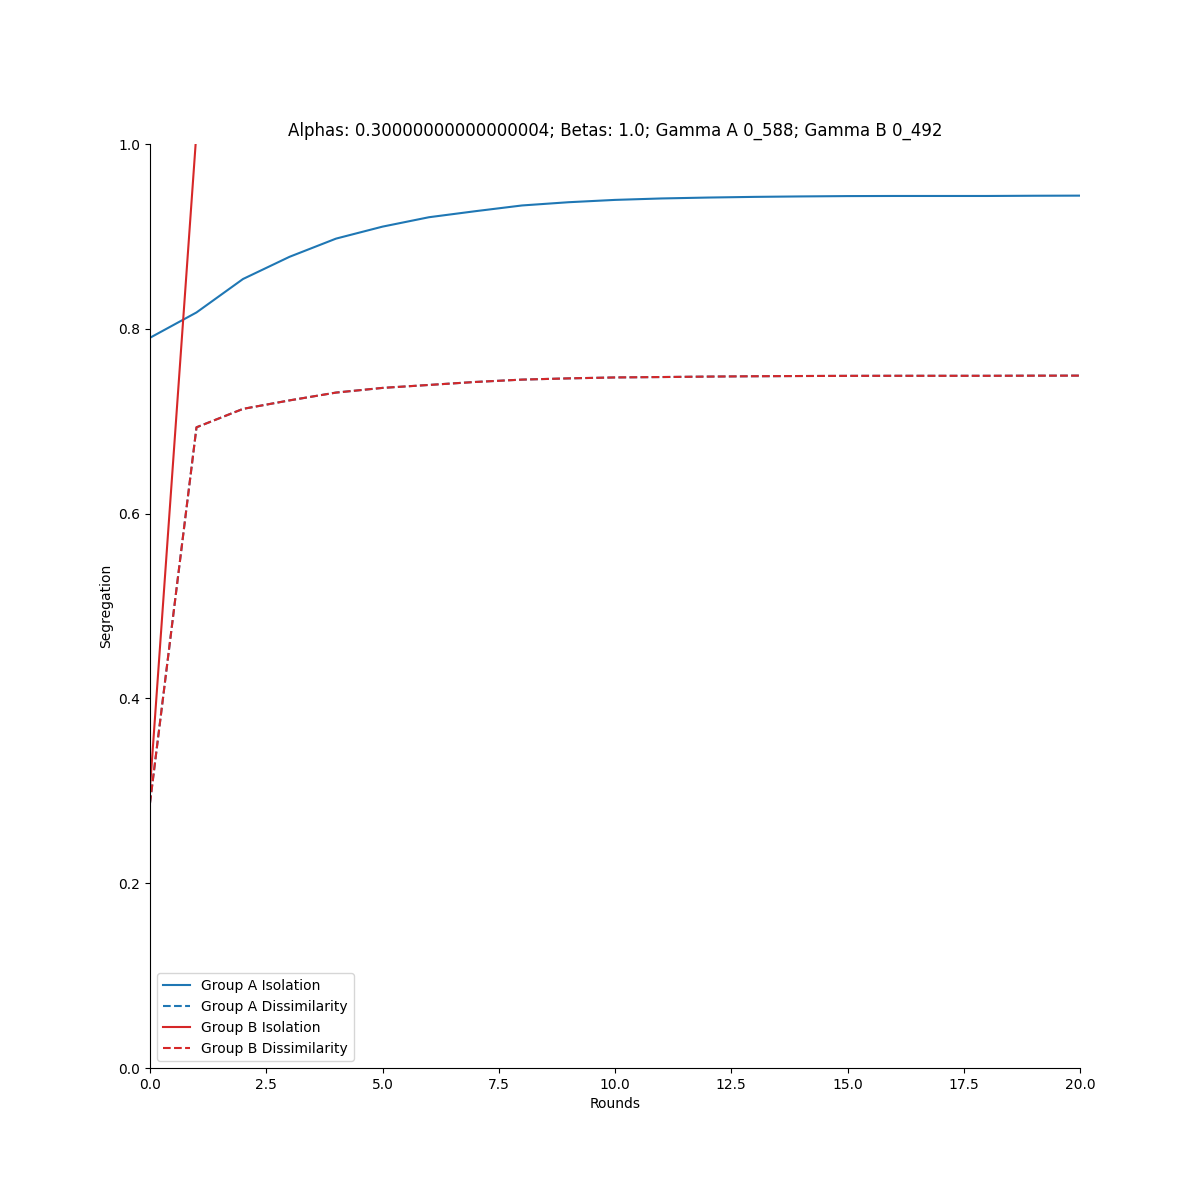 Alphas: 0.30000000000000004; Betas: 1.0; Gamma A 0_588; Gamma B 0_492
1.0
0.8
0.6
0.4
0.2
0.0
Segregation
Group A Isolation
Group A Dissimilarity
Group B Isolation
Group B Dissimilarity
0.0 2.5 5.0 7.5 10.0 12.5 15.0 17.5 20.0
Rounds